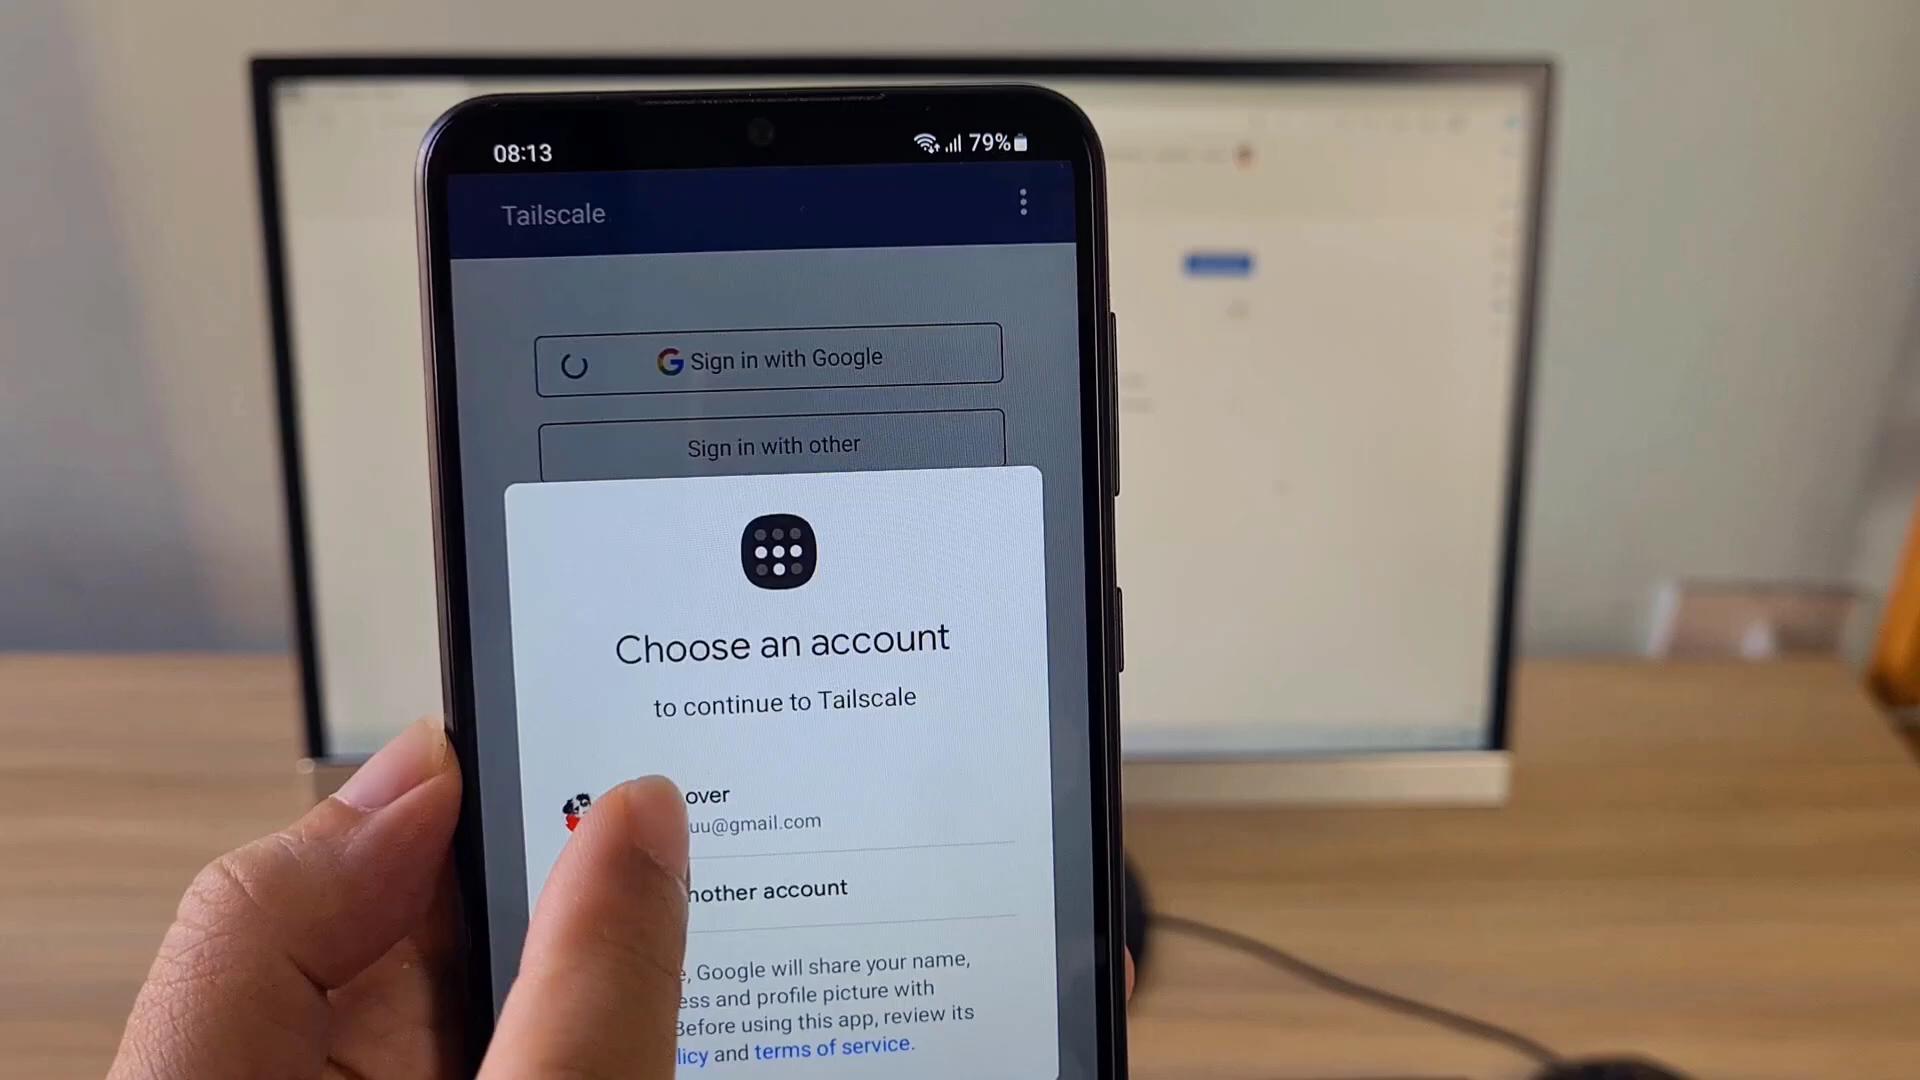 08:13
79%
Tailscale
Sign in with Google
Sign in with other
Choose an account
to continue to Tailscale
over
uu@gmail.com
nother account
, Google will share your name,
ess and profile picture with
Before using this app, review its
licy and terms of service.